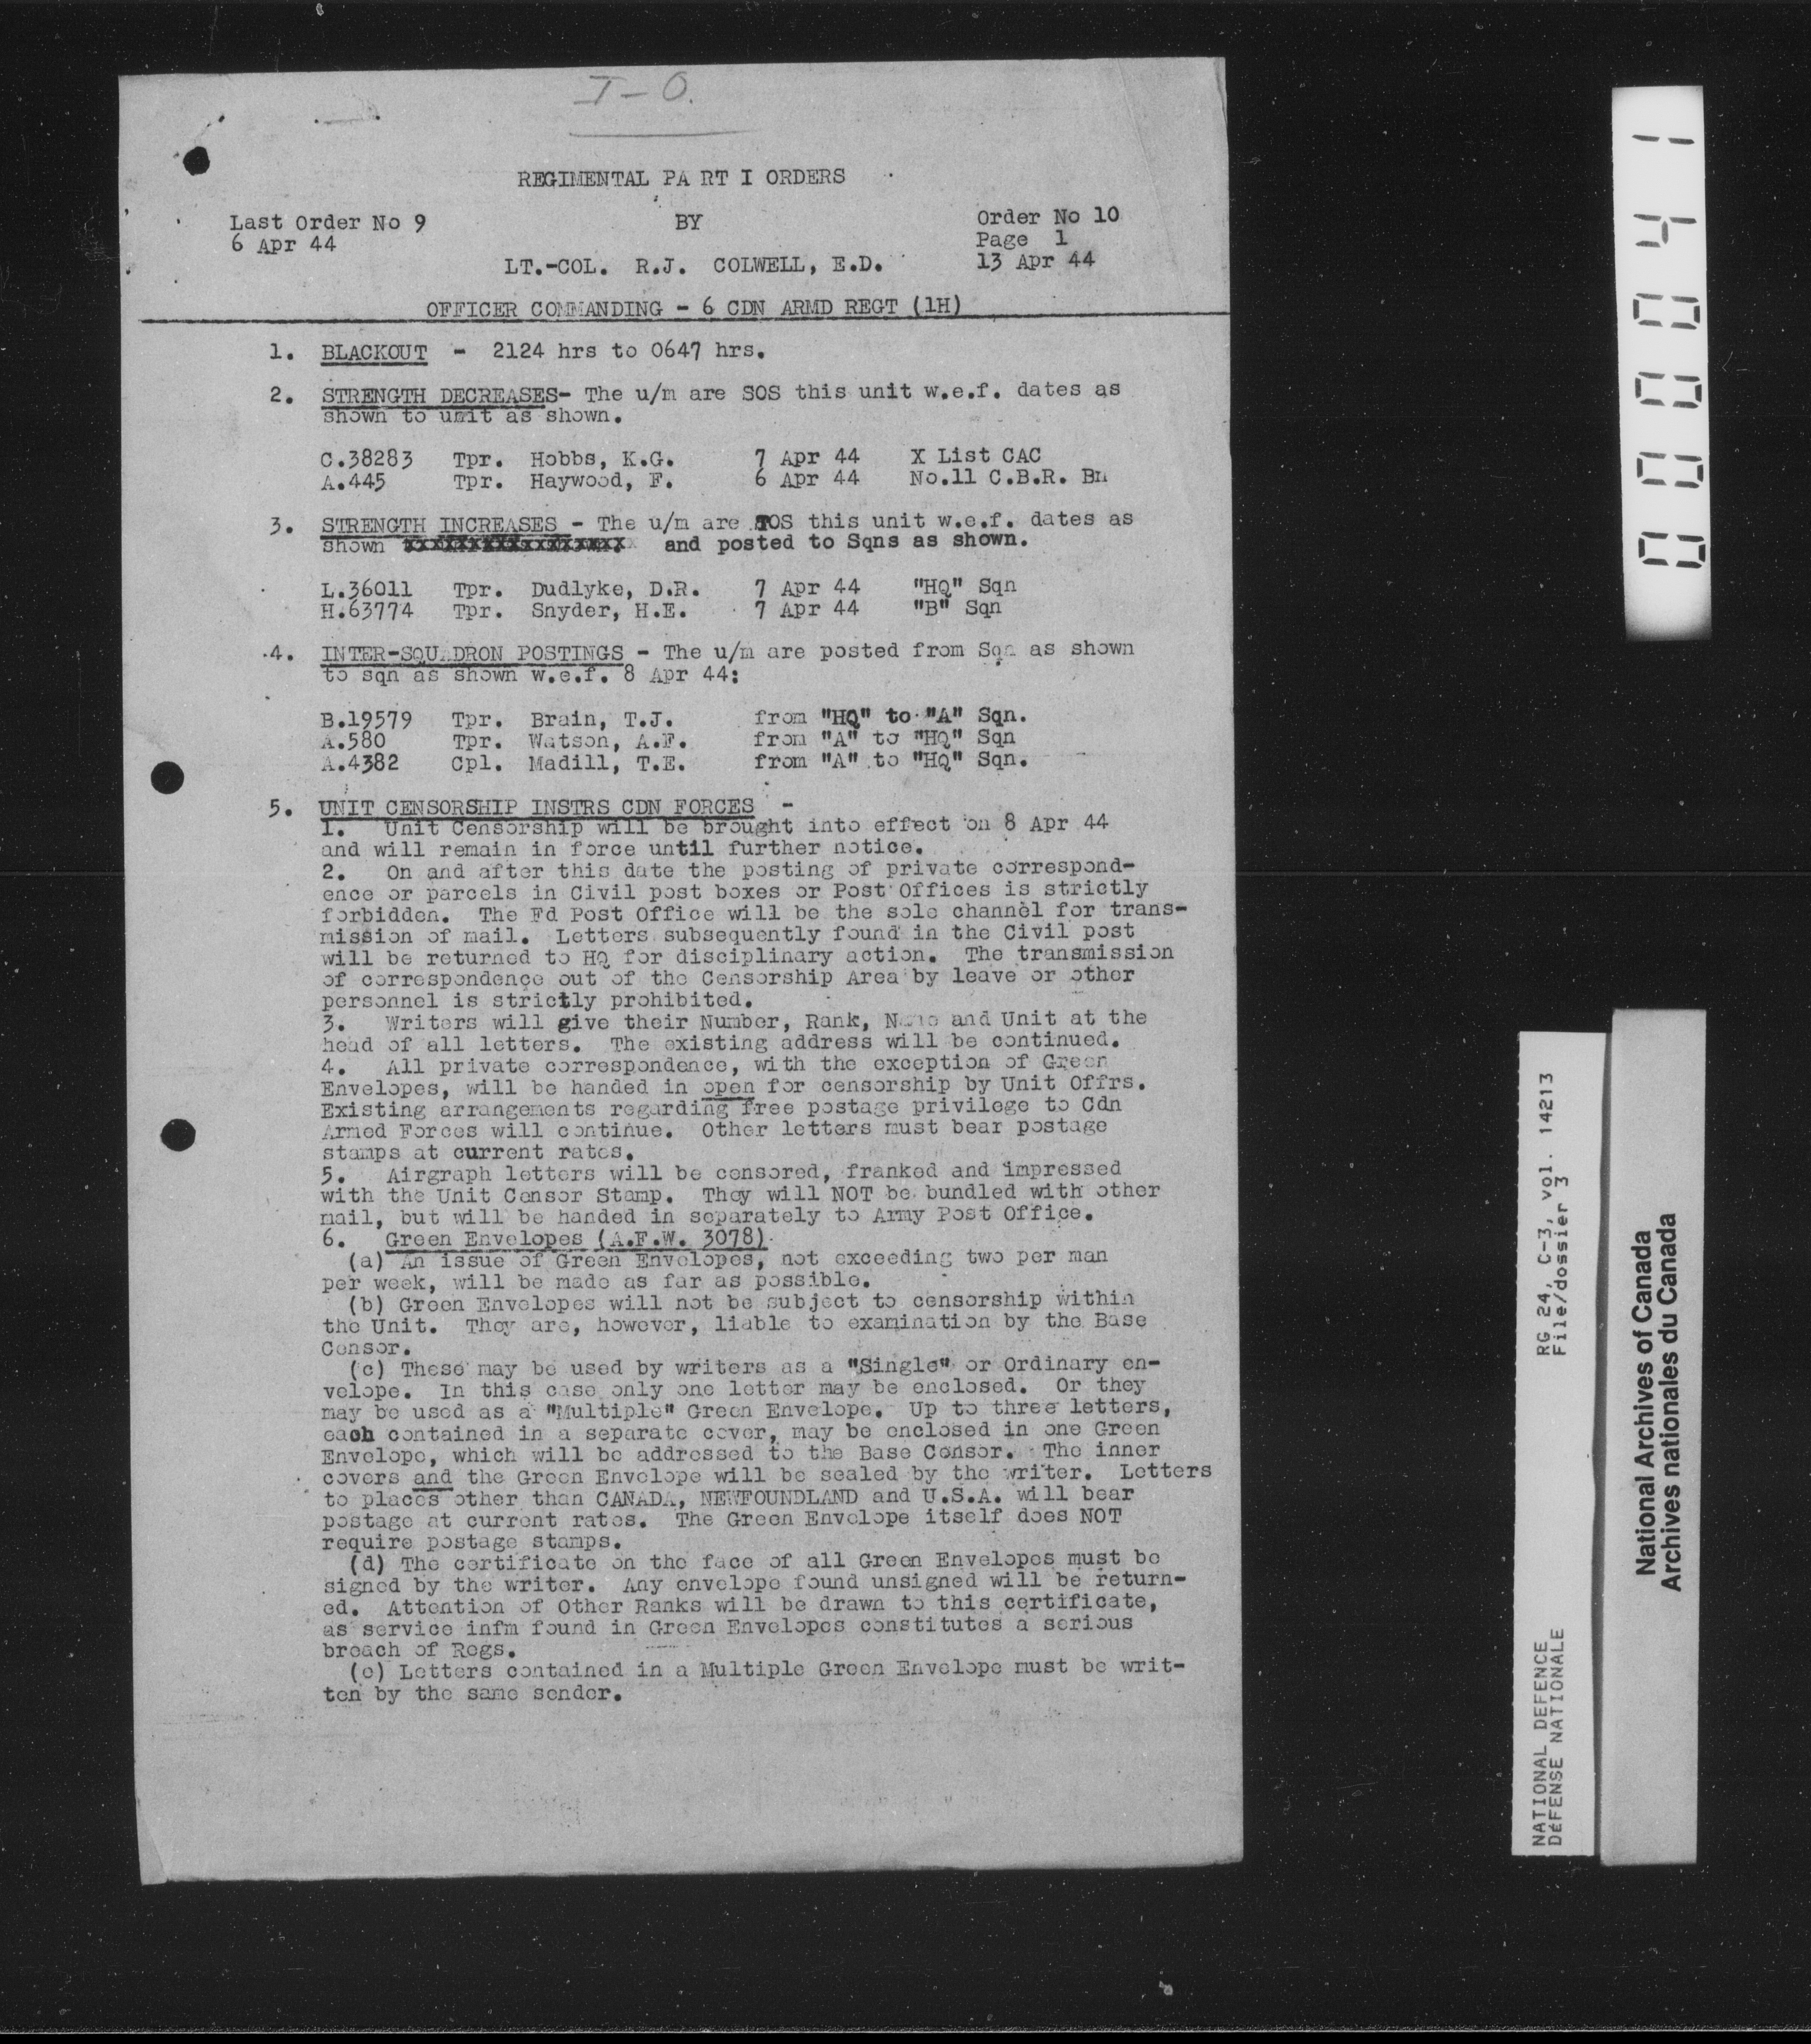 I-O.
REGIMENTAL PA RT I ORDERS
Last Order No 9
6 Apr 44
BY
Order No 10
Page 1
13 Apr 44
LT.-COL. R.J. COLWELL, E.D.
OFFICER COMMANDING - 6 CDN ARMD REGT (1H)
1. BLACKOUT - 2124 hrs to 0647 hrs.
2. STRENGTH DECREASES- The u/m are SOS this unit w.e.f. dates as
shown to unit as shown.
C.38283 Tpr. Hobbs, K.G. 7 Apr 44 X List CAC
A.445 Tpr. Haywood, F. 6 Apr 44 No.11 C.B.R. Bn
3. STRENGTH INCREASES - The u/m are TOS this unit w.e.f. dates as
shown xxxxxxxxxxxxxxxxx and posted to Sqns as shown.
L.36011 Tpr. Dudlyke, D.R. 7 Apr 44 "HQ" Sqn
H.63774 Tpr. Snyder, H.E. 7 Apr 44 "B" Sqn
4. INTER-SQUADRON POSTINGS - The u/m are posted from Sqn as shown
to sqn as shown w.e.f. 8 Apr 44:
B.19579 Tpr. Brain, T.J. from "HQ" to "A" Sqn.
A.580 Tpr. Watson, A.F. from "A" to "HQ" Sqn
A.4382 Cpl. Madill, T.E. from "A" to "HQ" Sqn.
5. UNIT CENSORSHIP INSTRS CDN FORCES -
1. Unit Censorship will be brought into effect on 8 Apr 44
and will remain in force until further notice.
2. On and after this date the posting of private correspond-
ence or parcels in Civil post boxes or Post Offices is strictly
forbidden. The Fd Post Office will be the sole channel for trans-
mission of mail. Letters subsequently found in the Civil post
will be returned to HQ for disciplinary action. The transmission
of correspondence out of the Censorship Area by leave or other
personnel is strictly prohibited.
3. Writers will give their Number, Rank, Name and Unit at the
head of all letters. The existing address will be continued.
4. All private correspondence, with the exception of Green
Envelopes, will be handed in open for censorship by Unit Offrs.
Existing arrangements regarding free postage privilege to Cdn
Armed Forces will continue. Other letters must bear postage
stamps at current rates.
5. Airgraph letters will be censored, franked and impressed
with the Unit Censor Stamp. They will NOT be bundled with other
mail, but will be handed in separately to Army Post Office.
6. Green Envelopes (A.F.W. 3078)
(a) An issue of Green Envelopes, not exceeding two per man
per week, will be made as far as possible.
(b) Green Envelopes will not be subject to censorship within
the Unit. They are, however, liable to examination by the Base
Censor.
(c) These may be used by writers as a "Single" or Ordinary en-
velope. In this case only one letter may be enclosed. Or they
may be used as a "Multiple" Green Envelope. Up to three letters,
each contained in a separate cover, may be enclosed in one Green
Envelope, which will be addressed to the Base Censor. The inner
covers and the Green Envelope will be sealed by the writer. Letters
to places other than CANADA, NEWFOUNDLAND and U.S.A. will bear
postage at current rates. The Green Envelope itself does NOT
require postage stamps.
(d) The certificate on the face of all Green Envelopes must be
signed by the writer. Any envelope found unsigned will be return-
ed. Attention of Other Ranks will be drawn to this certificate,
as service infm found in Green Envelopes constitutes a serious
breach of Regs.
(e) Letters contained in a Multiple Green Envelope must be writ-
ten by the same sender.
000041
NATIONAL DEFENCE RG 24, C-3, vol. 14213
DÉFENSE NATIONALE File/dossier 3
National Archives of Canada
Archives nationales du Canada